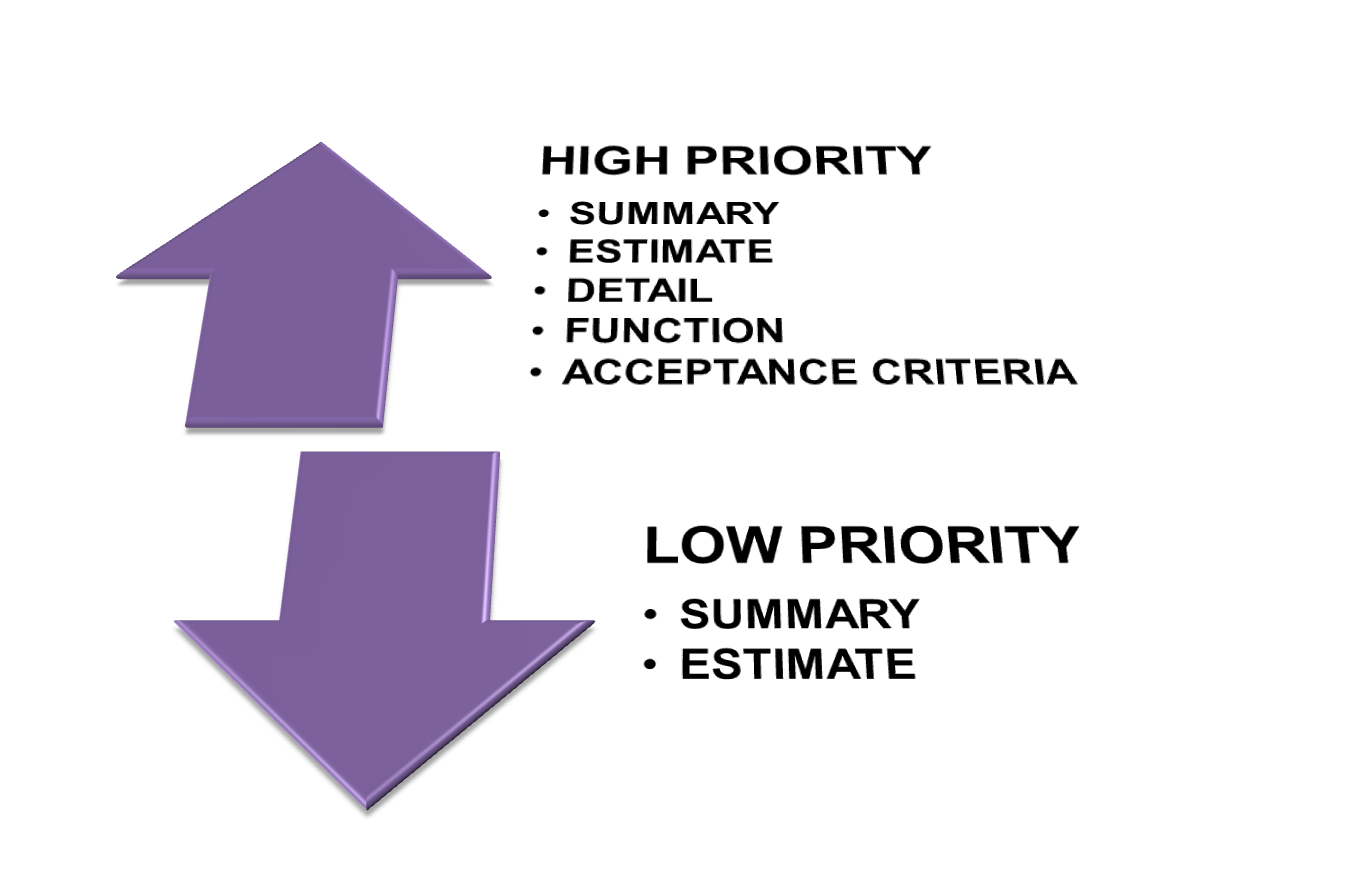 HIGH PRIORITY
• SUMMARY
• ESTIMATE
• DETAIL
• FUNCTION
• ACCEPTANCE CRITERIA
LOW PRIORITY
• SUMMARY
• ESTIMATE